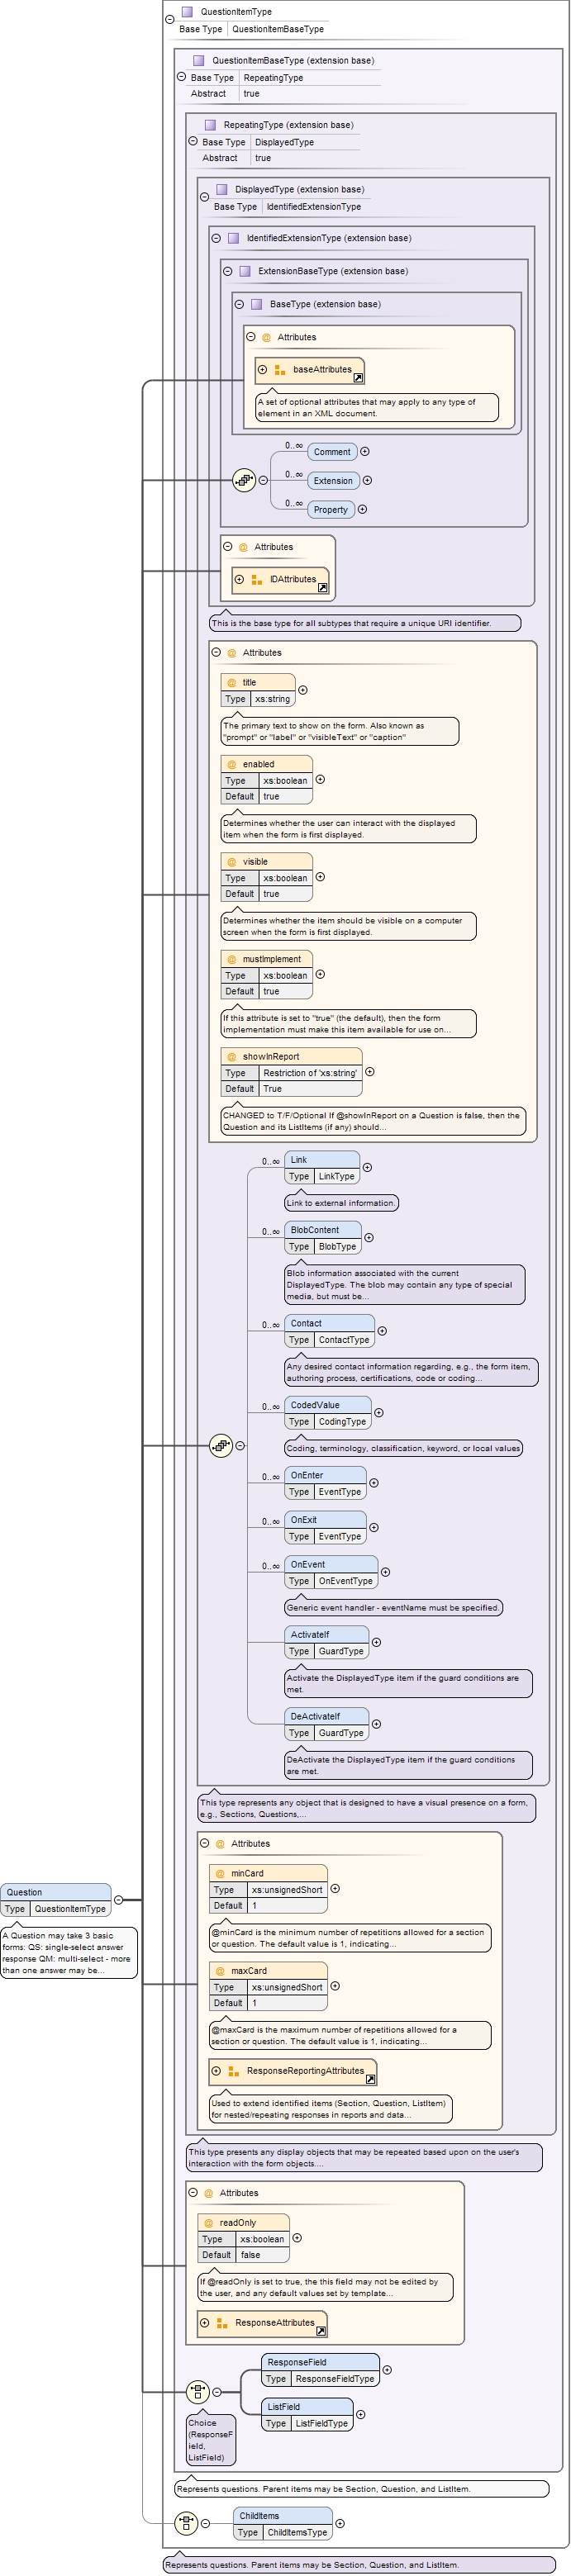 QuestionItemType
Base Type QuestionItemBaseType
QuestionItemBaseType (extension base)
Base Type RepeatingType
Abstract true
RepeatingType (extension base)
Base Type DisplayedType
Abstract true
DisplayedType (extension base)
Base Type IdentifiedExtensionType
IdentifiedExtensionType (extension base)
ExtensionBaseType (extension base)
BaseType (extension base)
@ Attributes
baseAttributes
A set of optional attributes that may apply to any type of
element in an XML document.
0..∞ Comment
0..∞ Extension
0..∞ Property
@ Attributes
IDAttributes
This is the base type for all subtypes that require a unique URI identifier.
@ Attributes
@ title
Type xs:string
The primary text to show on the form. Also known as
"prompt" or "label" or "visibleText" or "caption"
@ enabled
Type xs:boolean
Default true
Determines whether the user can interact with the displayed
item when the form is first displayed.
@ visible
Type xs:boolean
Default true
Determines whether the item should be visible on a computer
screen when the form is first displayed.
@ mustImplement
Type xs:boolean
Default true
If this attribute is set to "true" (the default), then the form
implementation must make this item available for use on...
@ showInReport
Type Restriction of 'xs:string'
Default True
CHANGED to T/F/Optional If @showInReport on a Question is false, then the
Question and its ListItems (if any) should...
0..∞ Link
Type LinkType
Link to external information.
0..∞ BlobContent
Type BlobType
Blob information associated with the current
DisplayedType. The blob may contain any type of special
media, but must be...
0..∞ Contact
Type ContactType
Any desired contact information regarding, e.g., the form item,
authoring process, certifications, code or coding...
0..∞ CodedValue
Type CodingType
Coding, terminology, classification, keyword, or local values
0..∞ OnEnter
Type EventType
0..∞ OnExit
Type EventType
0..∞ OnEvent
Type OnEventType
Generic event handler - eventName must be specified.
ActivateIf
Type GuardType
Activate the DisplayedType item if the guard conditions are
met.
DeActivateIf
Type GuardType
DeActivate the DisplayedType item if the guard conditions
are met.
This type represents any object that is designed to have a visual presence on a form,
e.g., Sections, Questions,...
@ Attributes
@ minCard
Type xs:unsignedShort
Default 1
@minCard is the minimum number of repetitions allowed for a section
or question. The default value is 1, indicating...
Question
Type QuestionItemType
A Question may take 3 basic
forms: QS: single-select answer
response QM: multi-select - more
than one answer may be...
@ maxCard
Type xs:unsignedShort
Default 1
@maxCard is the maximum number of repetitions allowed for a
section or question. The default value is 1, indicating...
ResponseReportingAttributes
Used to extend identified items (Section, Question, ListItem)
for nested/repeating responses in reports and data...
This type presents any display objects that may be repeated based upon on the user's
interaction with the form objects....
@ Attributes
@ readOnly
Type xs:boolean
Default false
If @readOnly is set to true, the this field may not be edited by
the user, and any default values set by template...
ResponseAttributes
ResponseField
Type ResponseFieldType
ListField
Type ListFieldType
Choice
(ResponseF
ield,
ListField)
Represents questions. Parent items may be Section, Question, and ListItem.
ChildItems
Type ChildItemsType
Represents questions. Parent items may be Section, Question, and ListItem.